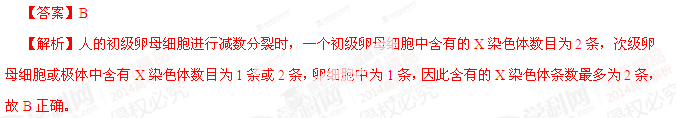 【答案】B
【解析】人的初级卵母细胞进行减数分裂时，一个初级卵母细胞中含有的 X 染色体数目为 2 条，次级卵
母细胞或极体中含有 X 染色体数目为 1 条或 2 条，卵细胞中为 1 条，因此含有的 X 染色体条数最多为 2 条，
故 B 正确。